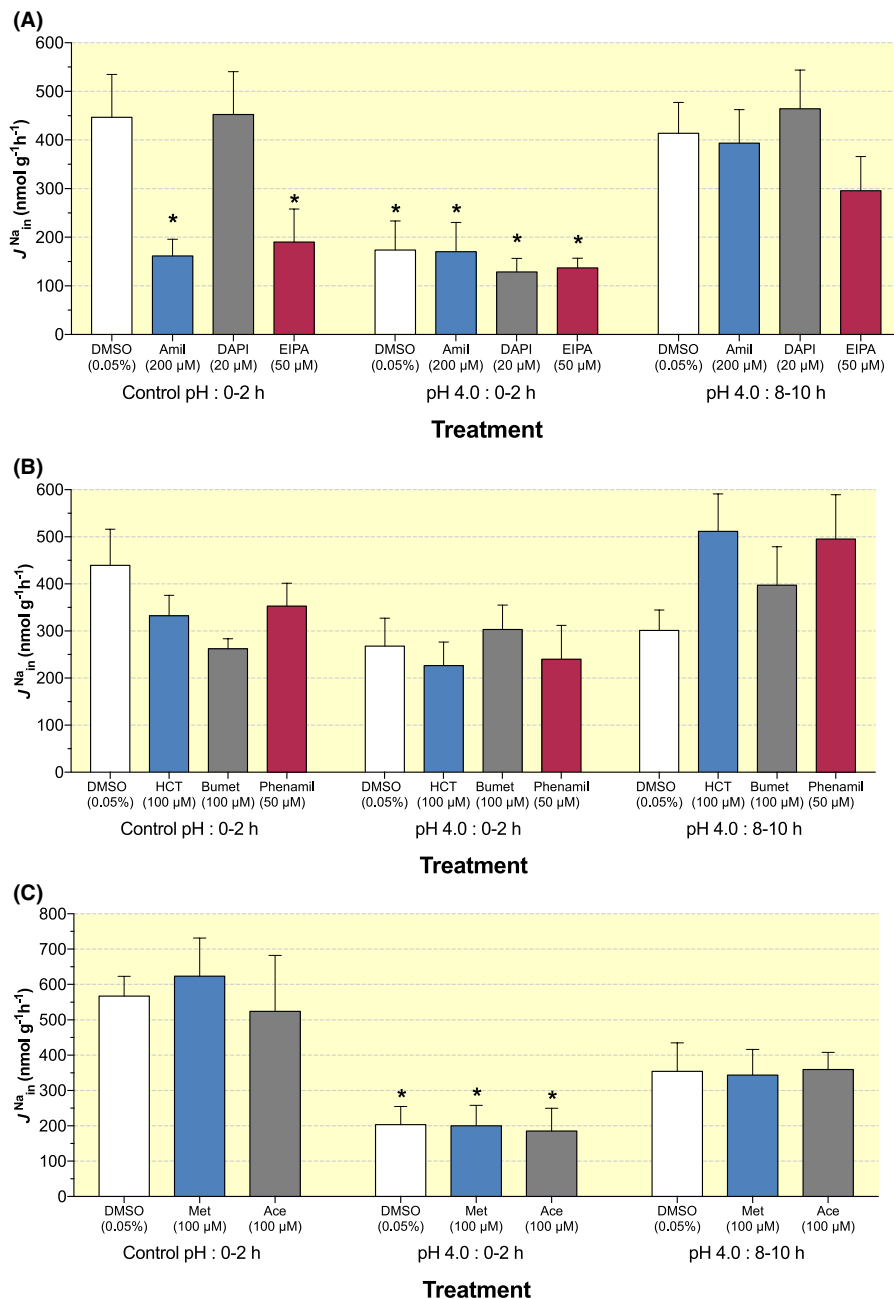 (A)
J Na in (nmol g-1h-1)
600
500
400
300
200
100
0
* * * * * *
DMSO Amil DAPI EIPA DMSO Amil DAPI EIPA DMSO Amil DAPI EIPA
(0.05%) (200 µM) (20 µM) (50 µM) (0.05%) (200 µM) (20 µM) (50 µM) (0.05%) (200 µM) (20 µM) (50 µM)
Control pH : 0-2 h pH 4.0 : 0-2 h pH 4.0 : 8-10 h
Treatment
(B)
J Na in (nmol g-1h-1)
600
500
400
300
200
100
0
DMSO HCT Bumet Phenamil DMSO HCT Bumet Phenamil DMSO HCT Bumet Phenamil
(0.05%) (100 µM) (100 µM) (50 µM) (0.05%) (100 µM) (100 µM) (50 µM) (0.05%) (100 µM) (100 µM) (50 µM)
Control pH : 0-2 h pH 4.0 : 0-2 h pH 4.0 : 8-10 h
Treatment
(C)
J Na in (nmol g-1h-1)
800
700
600
500
400
300
200
100
0
* * *
DMSO Met Ace DMSO Met Ace DMSO Met Ace
(0.05%) (100 µM) (100 µM) (0.05%) (100 µM) (100 µM) (0.05%) (100 µM) (100 µM)
Control pH : 0-2 h pH 4.0 : 0-2 h pH 4.0 : 8-10 h
Treatment